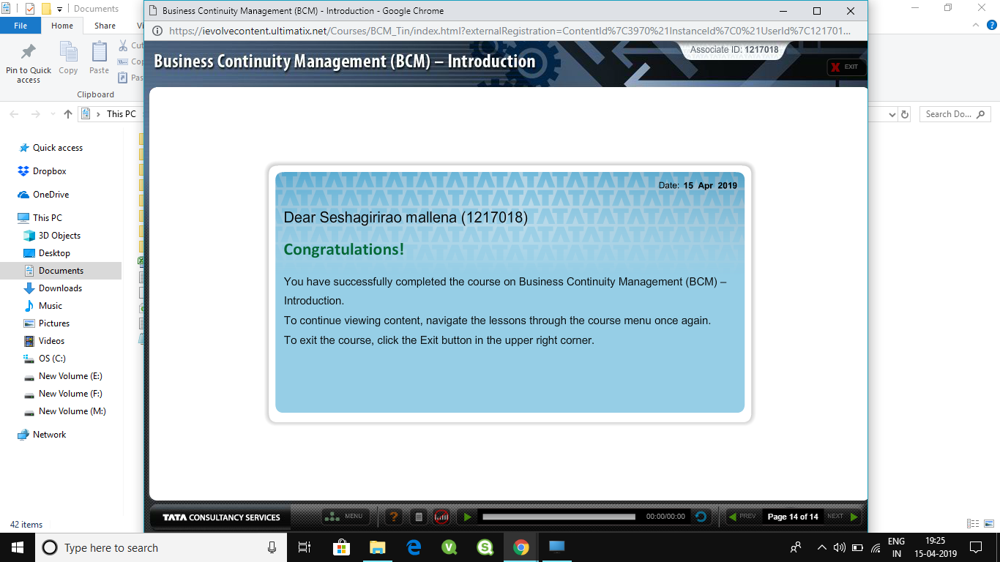 Documents
Business Continuity Management (BCM) - Introduction - Google Chrome
File
Home
Share
https://ievolvecontent.ultimatix.net/Courses/BCM_Tin/index.html?externalRegistration=ContentId%7C3970%21InstanceId%7C0%21UserId%7C121701...
Pin to Quick access
Copy
Paste
Clipboard
Business Continuity Management (BCM) – Introduction
Associate ID: 1217018
EXIT
This PC
Search Do...
Quick access
Dropbox
OneDrive
This PC
3D Objects
Desktop
Documents
Downloads
Music
Pictures
Videos
OS (C:)
New Volume (E:)
New Volume (F:)
New Volume (M:)
Network
42 items
Date: 15 Apr 2019
Dear Seshagirirao mallena (1217018)
Congratulations!
You have successfully completed the course on Business Continuity Management (BCM) –
Introduction.
To continue viewing content, navigate the lessons through the course menu once again.
To exit the course, click the Exit button in the upper right corner.
TATA CONSULTANCY SERVICES
MENU
?
00:00/00:00
PREV
Page 14 of 14
NEXT
Type here to search
ENG
IN
19:25
15-04-2019